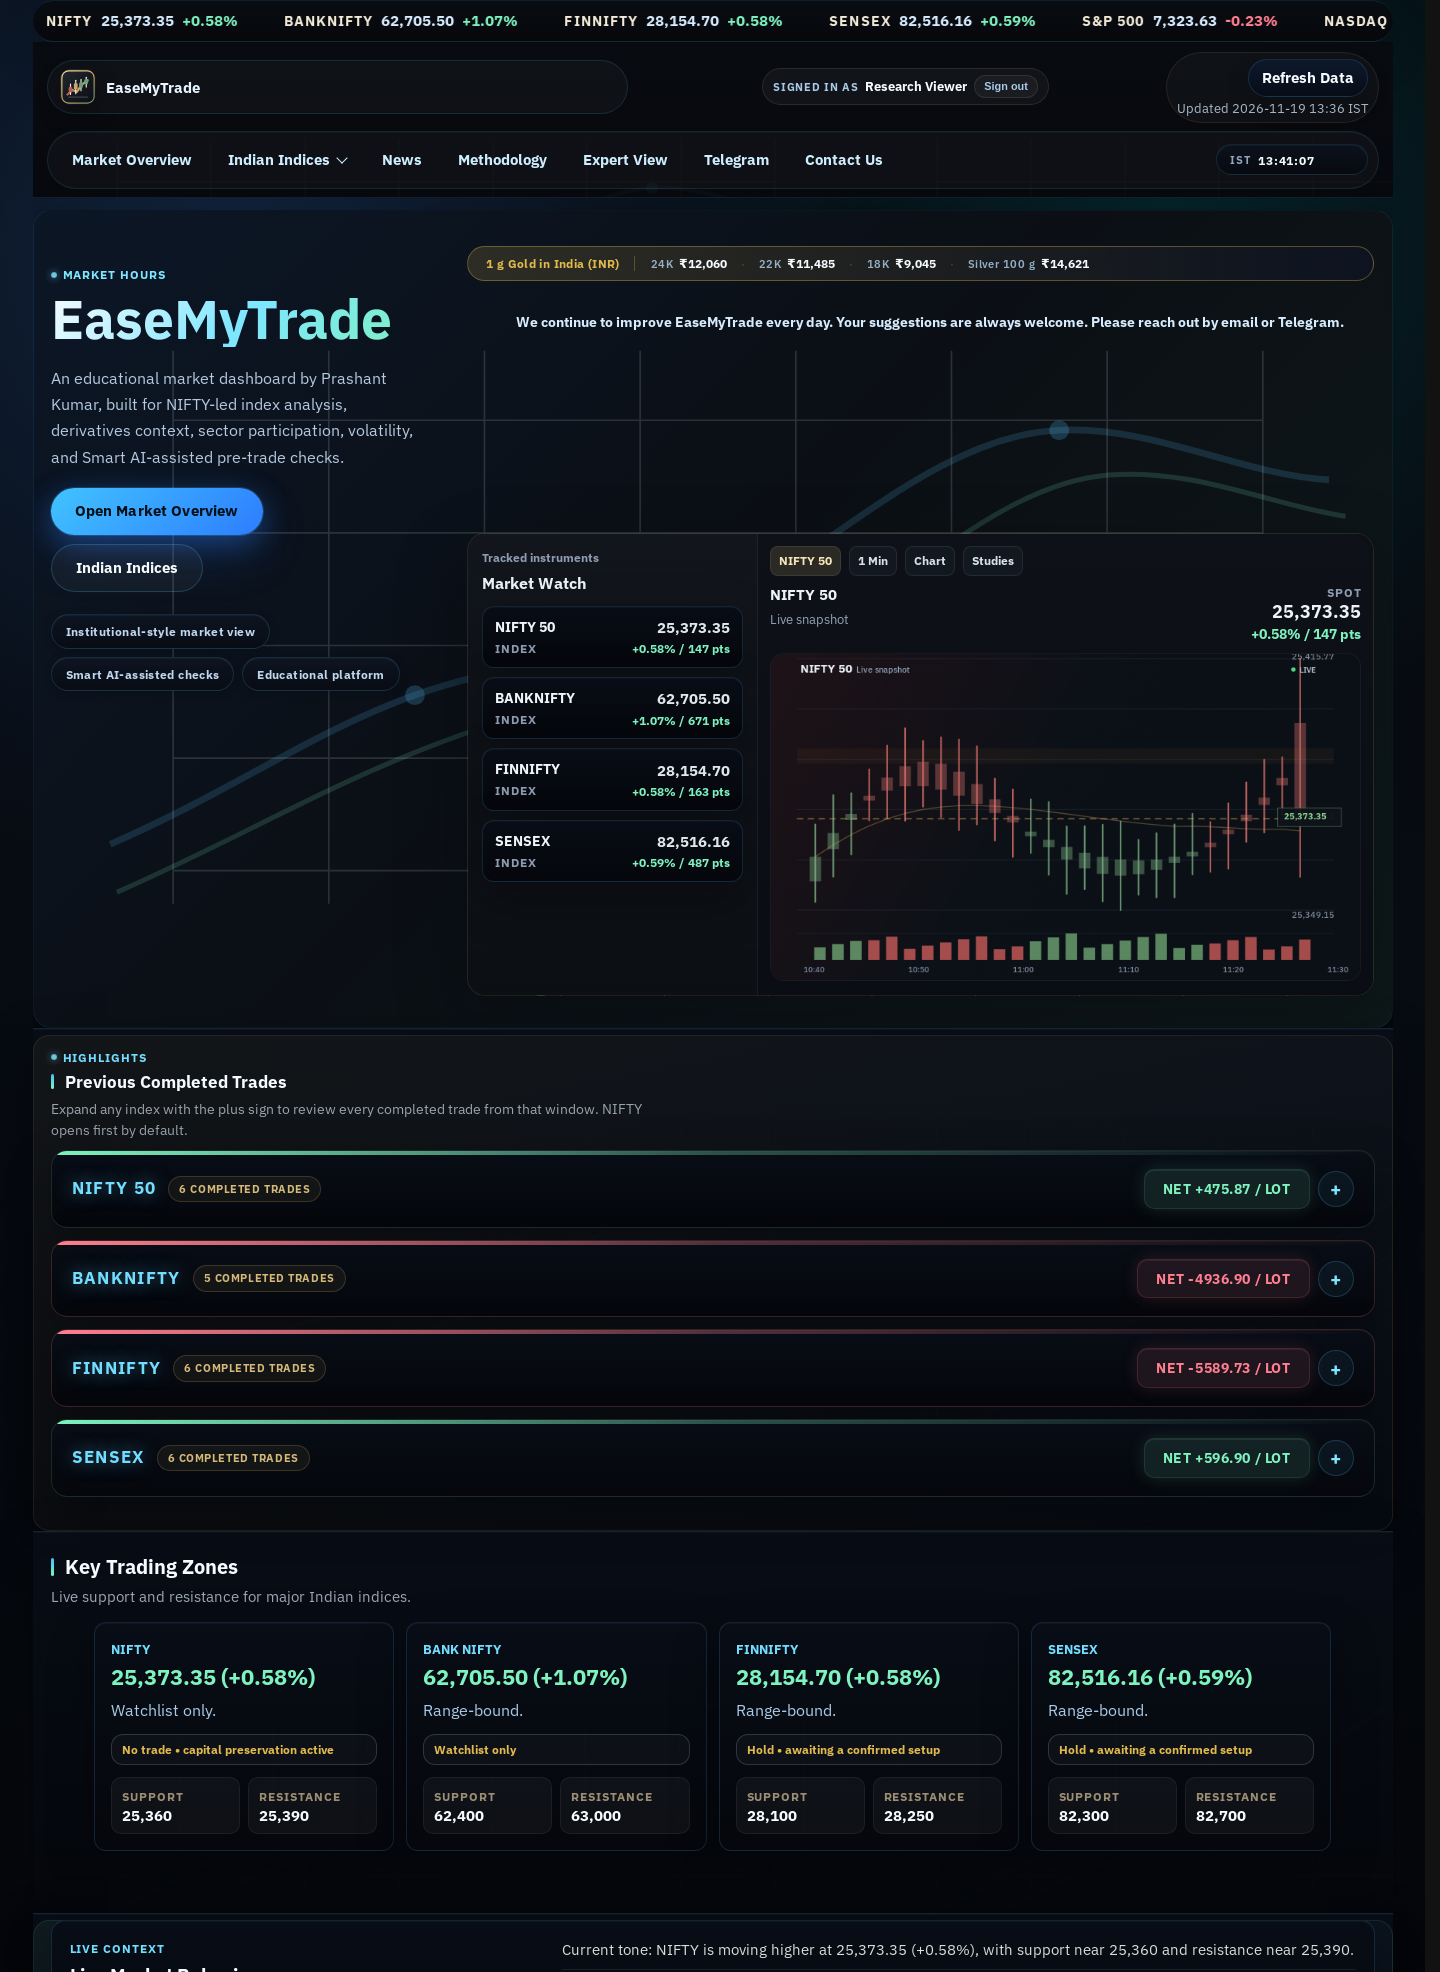 NIFTY 25,373.35 +0.58% BANKNIFTY 62,705.50 +1.07% FINNIFTY 28,154.70 +0.58% SENSEX 82,516.16 +0.59% S&P 500 7,323.63 -0.23% NASDAQ
EaseMyTrade
SIGNED IN AS Research Viewer Sign out
Refresh Data
Updated 2026-11-19 13:36 IST
Market Overview Indian Indices News Methodology Expert View Telegram Contact Us
IST 13:41:07
1 g Gold in India (INR) 24K ₹12,060 · 22K ₹11,485 · 18K ₹9,045 · Silver 100 g ₹14,621
MARKET HOURS
EaseMyTrade
We continue to improve EaseMyTrade every day. Your suggestions are always welcome. Please reach out by email or Telegram.
An educational market dashboard by Prashant
Kumar, built for NIFTY-led index analysis,
derivatives context, sector participation, volatility,
and Smart AI-assisted pre-trade checks.
Open Market Overview
Indian Indices
Institutional-style market view
Smart AI-assisted checks
Educational platform
Tracked instruments
Market Watch
NIFTY 50 25,373.35
INDEX +0.58% / 147 pts
BANKNIFTY 62,705.50
INDEX +1.07% / 671 pts
FINNIFTY 28,154.70
INDEX +0.58% / 163 pts
SENSEX 82,516.16
INDEX +0.59% / 487 pts
NIFTY 50 1 Min Chart Studies
NIFTY 50
Live snapshot
SPOT
25,373.35
+0.58% / 147 pts
25,415.77
NIFTY 50 Live snapshot
LIVE
25,373.35
25,349.15
10:40 10:50 11:00 11:10 11:20 11:30
HIGHLIGHTS
Previous Completed Trades
Expand any index with the plus sign to review every completed trade from that window. NIFTY
opens first by default.
NIFTY 50 6 COMPLETED TRADES NET +475.87 / LOT +
BANKNIFTY 5 COMPLETED TRADES NET -4936.90 / LOT +
FINNIFTY 6 COMPLETED TRADES NET -5589.73 / LOT +
SENSEX 6 COMPLETED TRADES NET +596.90 / LOT +
Key Trading Zones
Live support and resistance for major Indian indices.
NIFTY
25,373.35 (+0.58%)
Watchlist only.
No trade • capital preservation active
SUPPORT RESISTANCE
25,360 25,390
BANK NIFTY
62,705.50 (+1.07%)
Range-bound.
Watchlist only
SUPPORT RESISTANCE
62,400 63,000
FINNIFTY
28,154.70 (+0.58%)
Range-bound.
Hold • awaiting a confirmed setup
SUPPORT RESISTANCE
28,100 28,250
SENSEX
82,516.16 (+0.59%)
Range-bound.
Hold • awaiting a confirmed setup
SUPPORT RESISTANCE
82,300 82,700
LIVE CONTEXT
Current tone: NIFTY is moving higher at 25,373.35 (+0.58%), with support near 25,360 and resistance near 25,390.